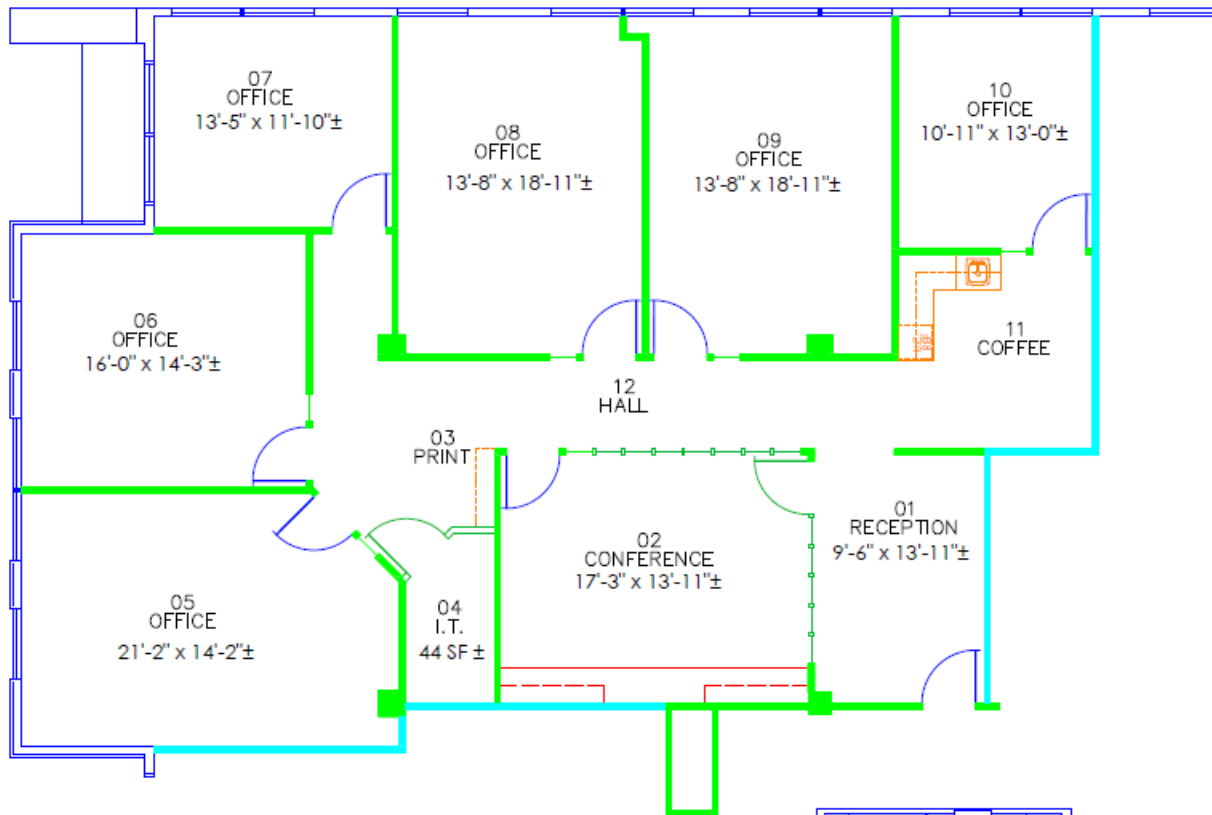 07
OFFICE
13'-5" x 11'-10"±
08
OFFICE
13'-8" x 18'-11"±
09
OFFICE
13'-8" x 18'-11"±
10
OFFICE
10'-11" x 13'-0"±
06
OFFICE
16'-0" x 14'-3"±
11
COFFEE
12
HALL
03
PRINT
01
RECEPTION
9'-6" x 13'-11"±
02
CONFERENCE
17'-3" x 13'-11"±
05
OFFICE
21'-2" x 14'-2"±
04
I.T.
44 SF ±